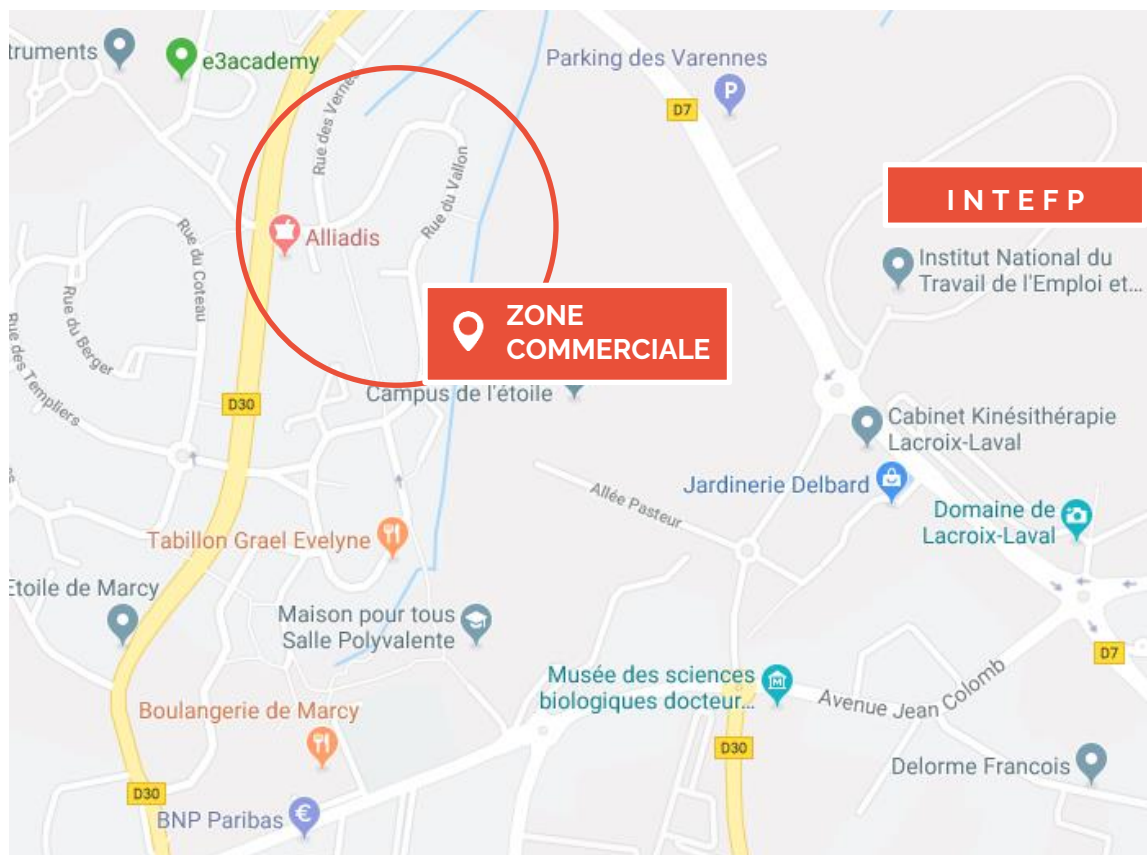 truments
e3academy
Parking des Varennes
P
D7
Rue des Vernes
Rue du Vallon
INTEFP
Institut National du
Travail de l'Emploi et...
Alliadis
Rue du Coteau
Rue du Berger
Rue des Templiers
ZONE
COMMERCIALE
Campus de l'étoile
D30
Cabinet Kinésithérapie
Lacroix-Laval
Jardinerie Delbard
Allée Pasteur
Domaine de
Lacroix-Laval
Tabillon Grael Evelyne
Etoile de Marcy
Maison pour tous
Salle Polyvalente
D7
Musée des sciences
biologiques docteur...
M
Avenue Jean Colomb
Boulangerie de Marcy
D30
Delorme Francois
D30
BNP Paribas
€